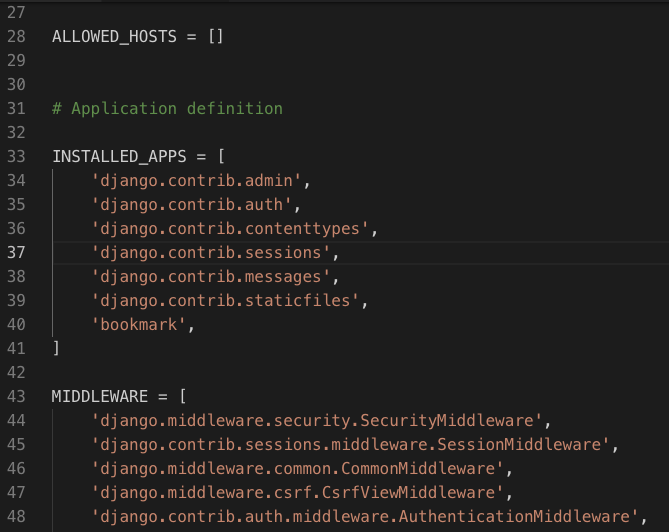 27
28 ALLOWED_HOSTS = []
29
30
31 # Application definition
32
33 INSTALLED_APPS = [
34     'django.contrib.admin',
35     'django.contrib.auth',
36     'django.contrib.contenttypes',
37     'django.contrib.sessions',
38     'django.contrib.messages',
39     'django.contrib.staticfiles',
40     'bookmark',
41 ]
42
43 MIDDLEWARE = [
44     'django.middleware.security.SecurityMiddleware',
45     'django.contrib.sessions.middleware.SessionMiddleware',
46     'django.middleware.common.CommonMiddleware',
47     'django.middleware.csrf.CsrfViewMiddleware',
48     'django.contrib.auth.middleware.AuthenticationMiddleware',